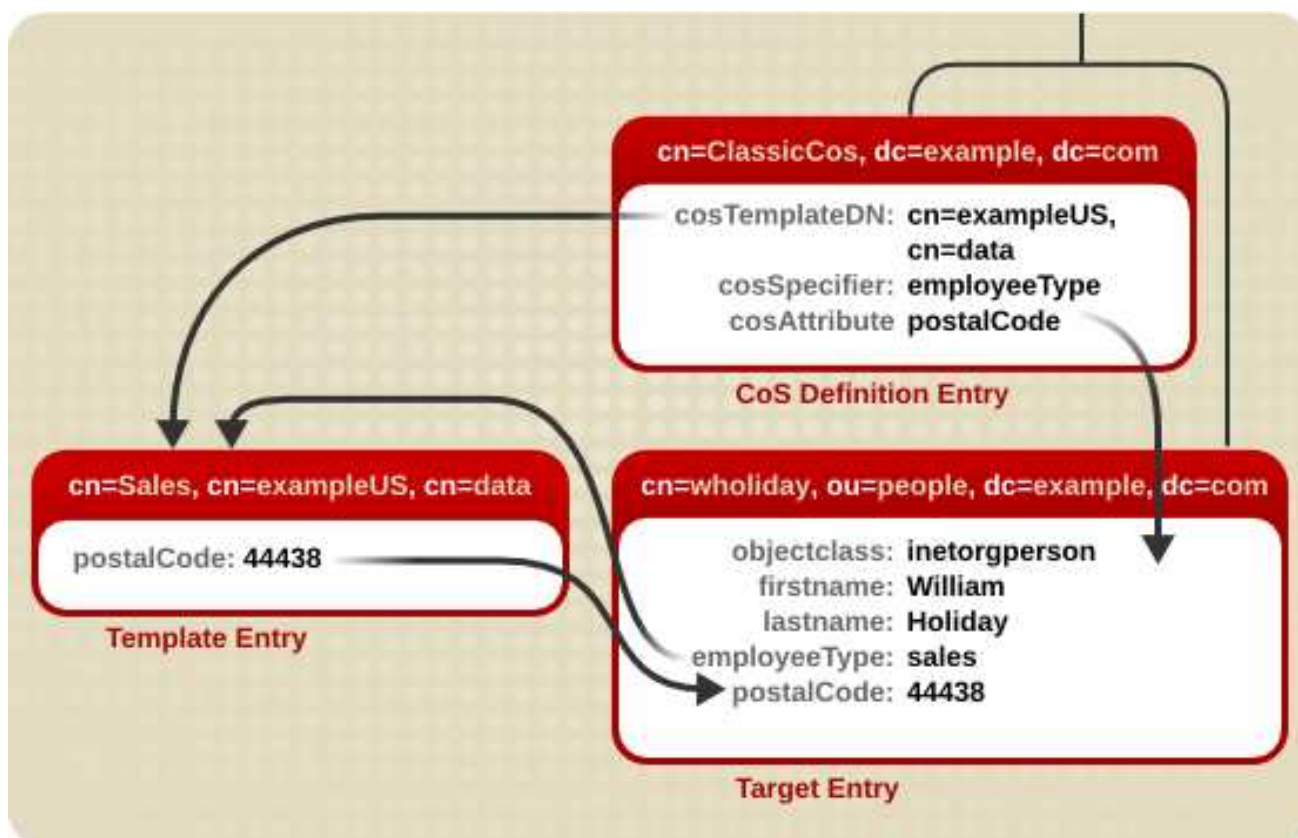 cn=ClassicCos, dc=example, dc=com
cosTemplateDN: cn=exampleUS,
cn=data
cosSpecifier: employeeType
cosAttribute postalCode
CoS Definition Entry
cn=Sales, cn=exampleUS, cn=data
postalCode: 44438
Template Entry
cn=wholiday, ou=people, dc=example, dc=com
objectclass: inetorgperson
firstname: William
lastname: Holiday
employeeType: sales
postalCode: 44438
Target Entry